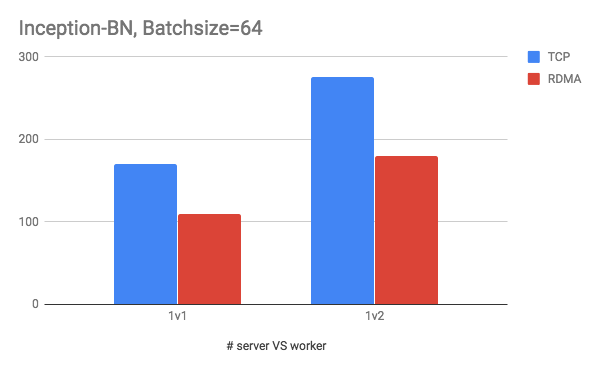 Inception-BN, Batchsize=64
TCP
RDMA
300
200
100
0
1v1
1v2
# server VS worker